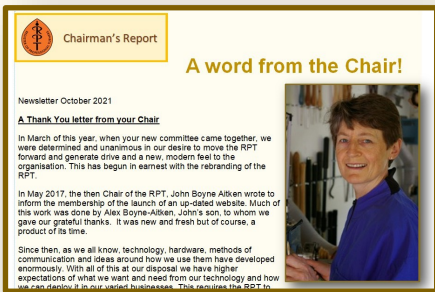 RPT
Chairman's Report
A word from the Chair!
Newsletter October 2021
A Thank You letter from your Chair
In March of this year, when your new committee came together, we
were determined and unanimous in our desire to move the RPT
forward and generate drive and a new, modern feel to the
organisation. This has begun in earnest with the rebranding of the
RPT.
In May 2017, the then Chair of the RPT, John Boyne Aitken wrote to
inform the membership of the launch of an up-dated website. Much of
this work was done by Alex Boyne-Aitken, John's son, to whom we
gave our grateful thanks. It was new and fresh but of course, a
product of its time.
Since then, as we all know, technology, hardware, methods of
communication and ideas around how we use them have developed
enormously. With all of this at our disposal we have higher
expectations of what we want and need from our technology and how
we can deploy it in our varied businesses. This requires the RPT to